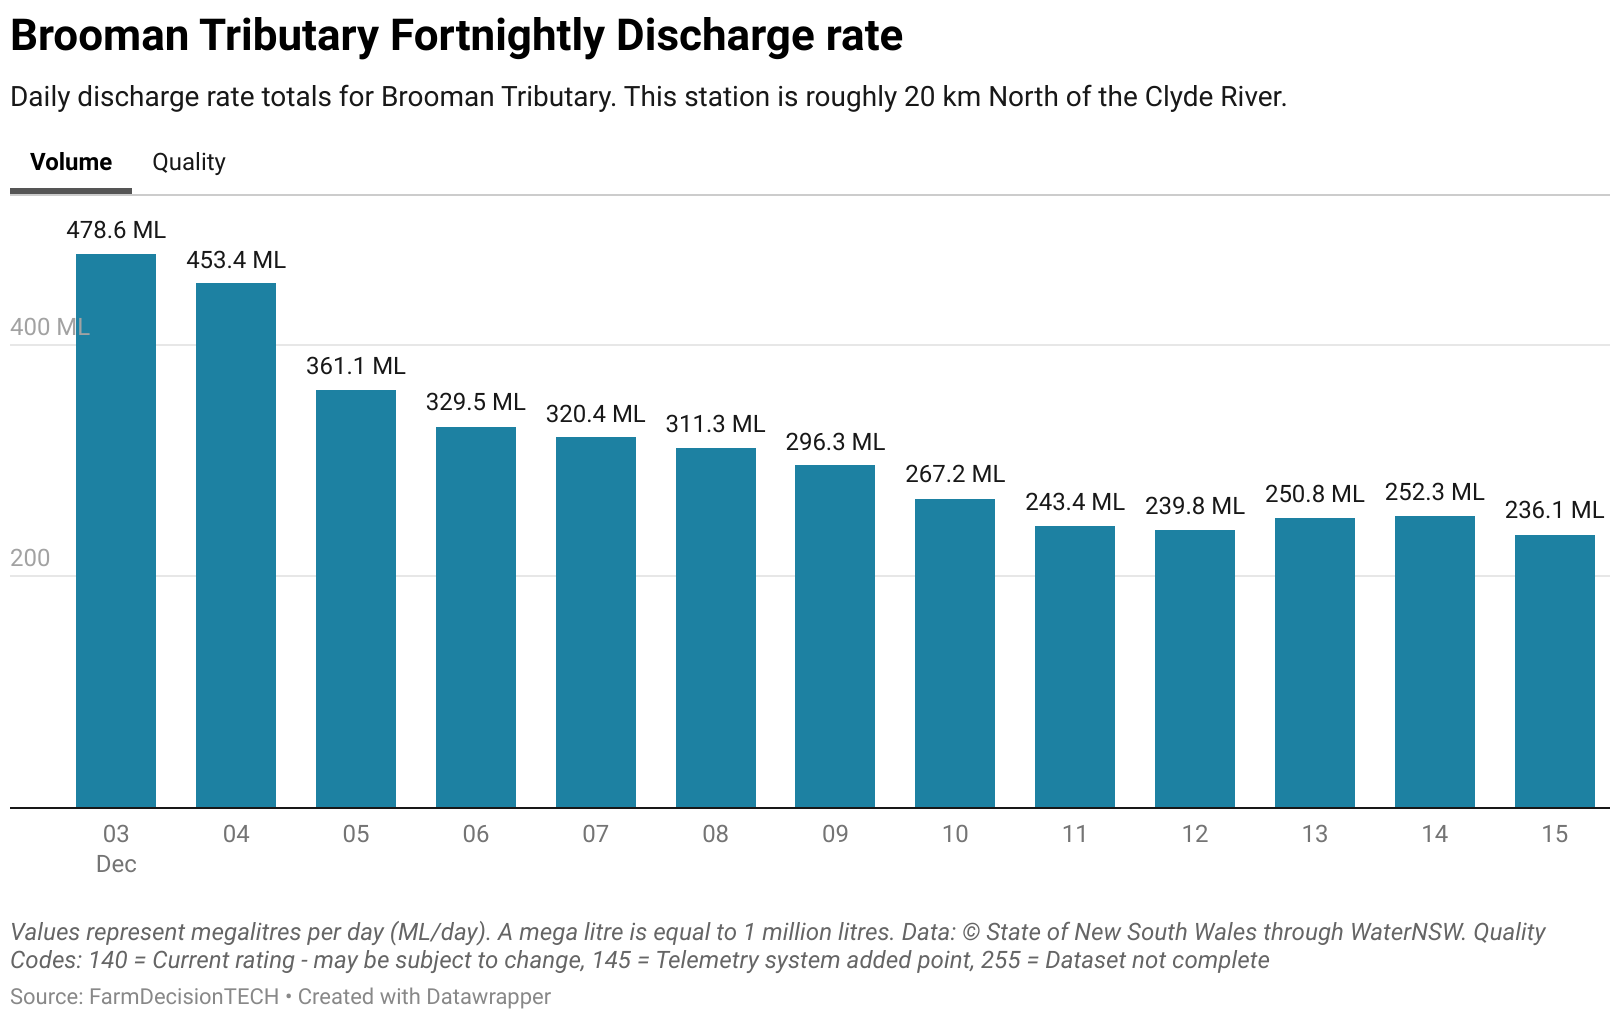 Brooman Tributary Fortnightly Discharge rate
Daily discharge rate totals for Brooman Tributary. This station is roughly 20 km North of the Clyde River.
Volume Quality
478.6 ML
453.4 ML
400 ML
361.1 ML
329.5 ML
320.4 ML
311.3 ML
296.3 ML
267.2 ML
243.4 ML
239.8 ML
250.8 ML
252.3 ML
236.1 ML
200
03 04 05 06 07 08 09 10 11 12 13 14 15
Dec
Values represent megalitres per day (ML/day). A mega litre is equal to 1 million litres. Data: © State of New South Wales through WaterNSW. Quality
Codes: 140 = Current rating - may be subject to change, 145 = Telemetry system added point, 255 = Dataset not complete
Source: FarmDecisionTECH • Created with Datawrapper